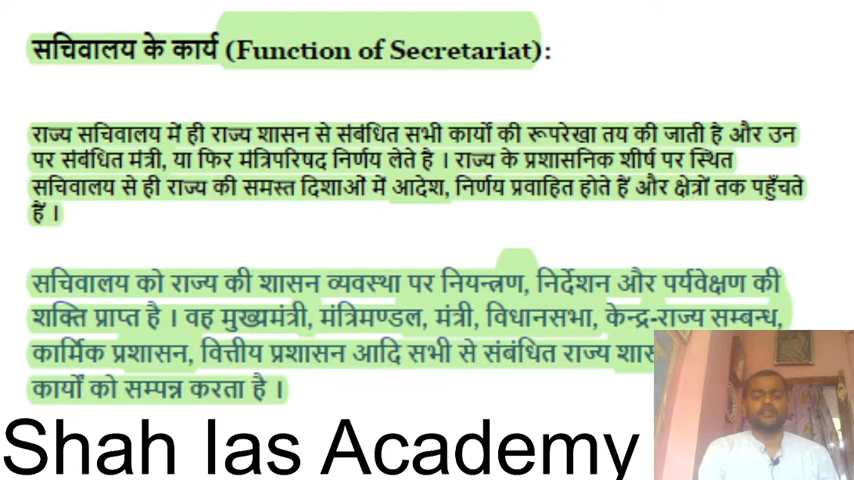 सचिवालय के कार्य (Function of Secretariat):
राज्य सचिवालय में ही राज्य शासन से संबंधित सभी कार्यों की रूपरेखा तय की जाती है और उन
पर संबंधित मंत्री, या फिर मंत्रिपरिषद निर्णय लेते है । राज्य के प्रशासनिक शीर्ष पर स्थित
सचिवालय से ही राज्य की समस्त दिशाओं में आदेश, निर्णय प्रवाहित होते हैं और क्षेत्रों तक पहुँचते
हैं ।
सचिवालय को राज्य की शासन व्यवस्था पर नियन्त्रण, निर्देशन और पर्यवेक्षण की
शक्ति प्राप्त है । वह मुख्यमंत्री, मंत्रिमण्डल, मंत्री, विधानसभा, केन्द्र-राज्य सम्बन्ध,
कार्मिक प्रशासन, वित्तीय प्रशासन आदि सभी से संबंधित राज्य
कार्यों को सम्पन्न करता है ।
Shah Ias Academy